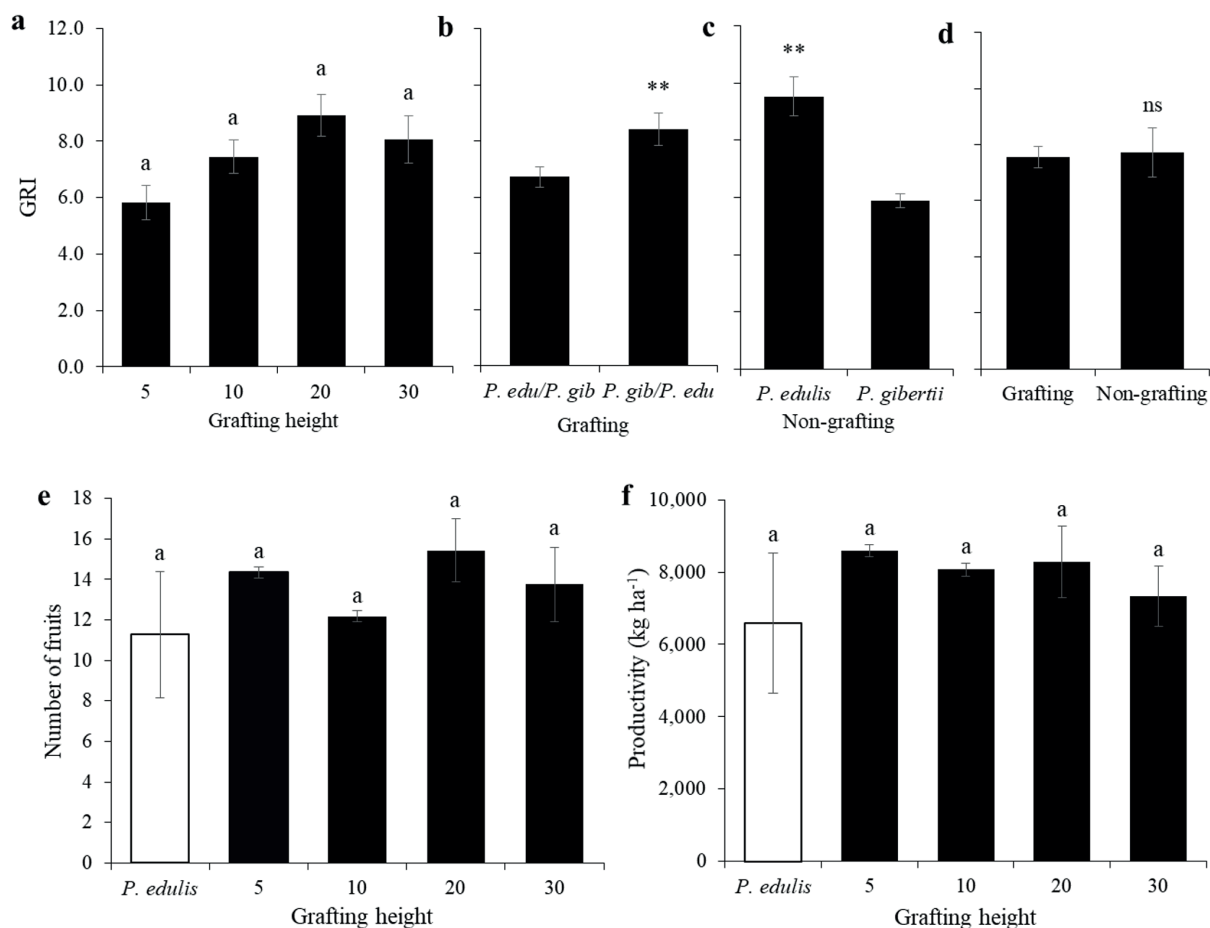 a
b
c
d
12.0
10.0
8.0
6.0
4.0
2.0
0.0
GRI
a
a
a
a
5 10 20 30
Grafting height
**
P. edu/P. gib P. gib/P. edu
Grafting
**
P. edulis P. gibertii
Non-grafting
ns
Grafting Non-grafting
e
18
16
14
12
10
8
6
4
2
0
Number of fruits
a
a
a
a
a
P. edulis 5 10 20 30
Grafting height
f
10,000
8,000
6,000
4,000
2,000
0
Productivity (kg ha⁻¹)
a
a
a
a
a
P. edulis 5 10 20 30
Grafting height